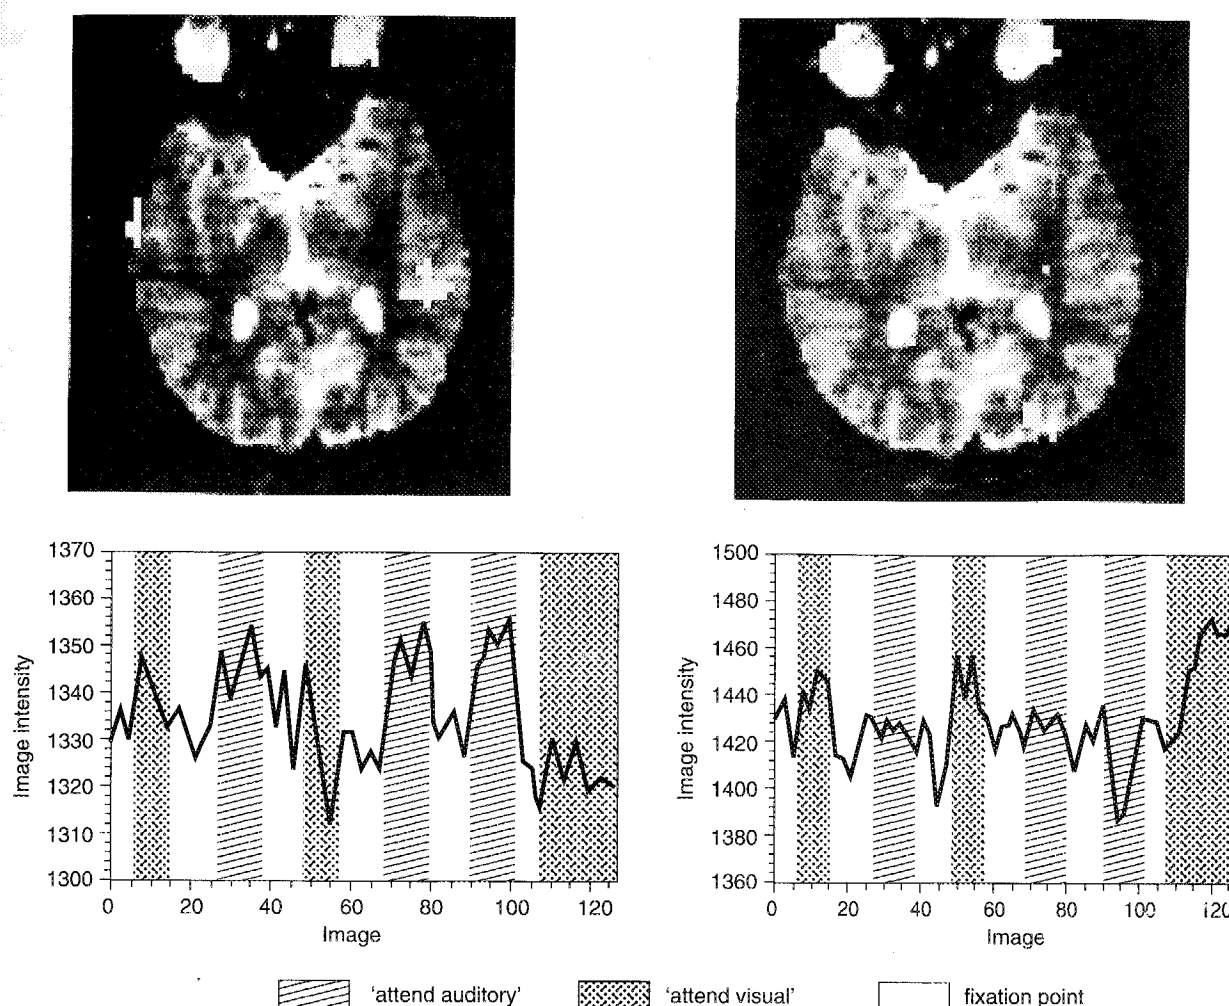 1370
1360
1350
1340
1330
1320
1310
1300
Image intensity
0 20 40 60 80 100 120
Image
1500
1480
1460
1440
1420
1400
1380
1360
Image intensity
0 20 40 60 80 100 120
Image
'attend auditory' 'attend visual' fixation point